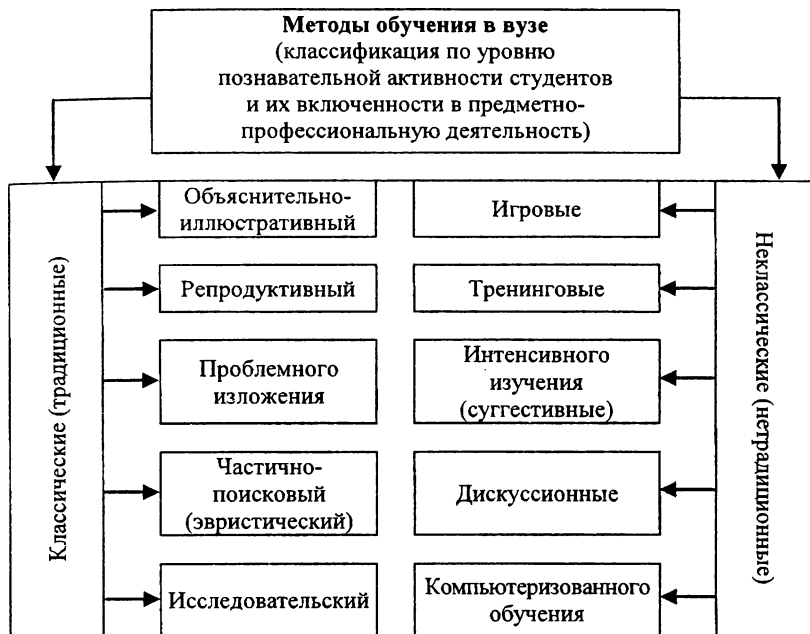 Методы обучения в вузе
(классификация по уровню
познавательной активности студентов
и их включенности в предметно-
профессиональную деятельность)
Классические (традиционные)
Объяснительно-
иллюстративный
Репродуктивный
Проблемного
изложения
Частично-
поисковый
(эвристический)
Исследовательский
Игровые
Тренинговые
Интенсивного
изучения
(суггестивные)
Дискуссионные
Компьютеризованного
обучения
Неклассические (нетрадиционные)